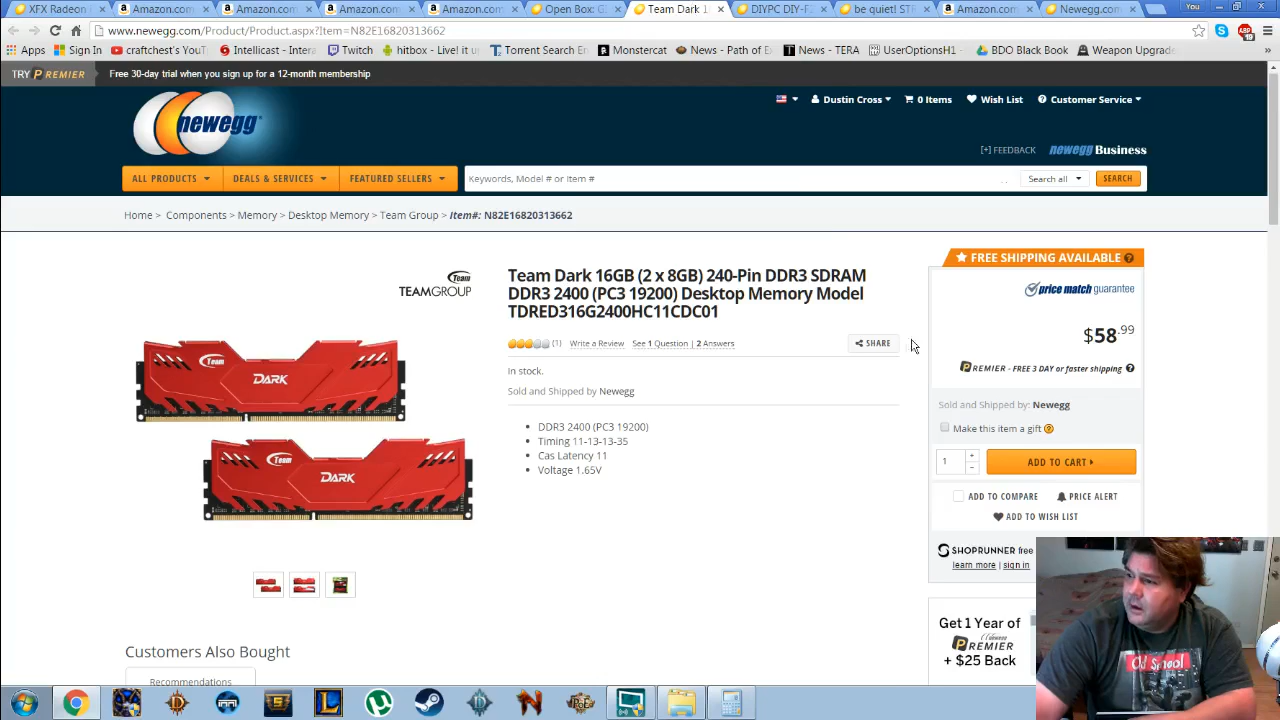 XFX Radeon
Amazon.com
Amazon.com
Amazon.com
Amazon.com
Open Box: G
Team Dark 1
DIYPC DIY-F
be quiet! ST
Amazon.com
Newegg.com
You
www.newegg.com/Product/Product.aspx?Item=N82E16820313662
Apps
Sign In
craftchest's YouT
Intellicast - Intera
Twitch
hitbox - Live! it u
Torrent Search En
Monstercat
News - Path of E
News - TERA
UserOptionsH1
BDO Black Book
Weapon Upgrade
TRY PREMIER
Free 30-day trial when you sign up for a 12-month membership
newegg
Dustin Cross
0 Items
Wish List
Customer Service
[+] FEEDBACK
newegg Business
ALL PRODUCTS
DEALS & SERVICES
FEATURED SELLERS
Keywords, Model # or Item #
Search all
SEARCH
Home > Components > Memory > Desktop Memory > Team Group > Item#: N82E16820313662
Team
TEAMGROUP
Team DARK
Team DARK
Team Dark 16GB (2 x 8GB) 240-Pin DDR3 SDRAM
DDR3 2400 (PC3 19200) Desktop Memory Model
TDRED316G2400HC11CDC01
(1) Write a Review See 1 Question | 2 Answers
SHARE
In stock.
Sold and Shipped by Newegg
DDR3 2400 (PC3 19200)
Timing 11-13-13-35
Cas Latency 11
Voltage 1.65V
FREE SHIPPING AVAILABLE
price match guarantee
$58.99
PREMIER - FREE 3 DAY or faster shipping
Sold and Shipped by: Newegg
Make this item a gift
1
ADD TO CART
ADD TO COMPARE
PRICE ALERT
ADD TO WISH LIST
SHOPRUNNER free
learn more | sign in
Get 1 Year of
PREMIER
+ $25 Back
Customers Also Bought
Recommendations
Old School